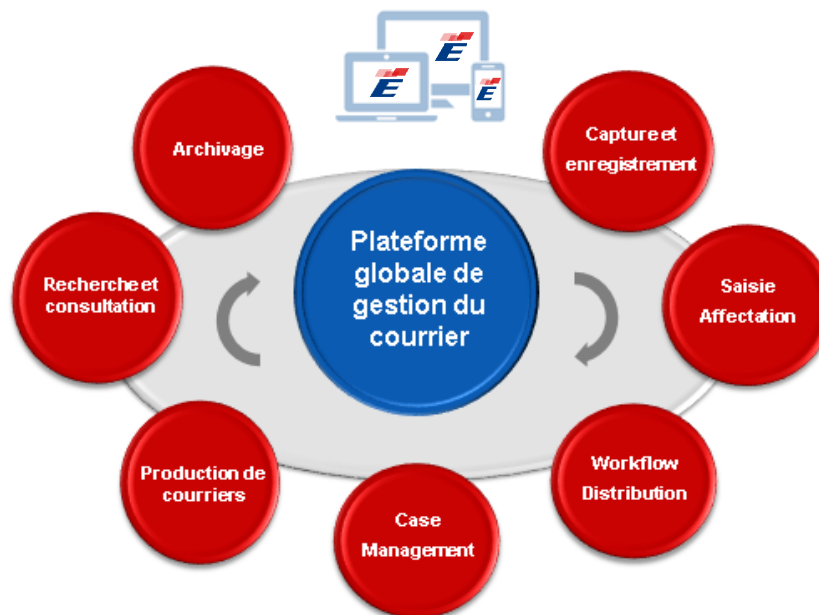 E
E
E
Plateforme
globale de
gestion du
courrier
Capture et
enregistrement
Saisie
Affectation
Workflow
Distribution
Case
Management
Production de
courriers
Recherche et
consultation
Archivage